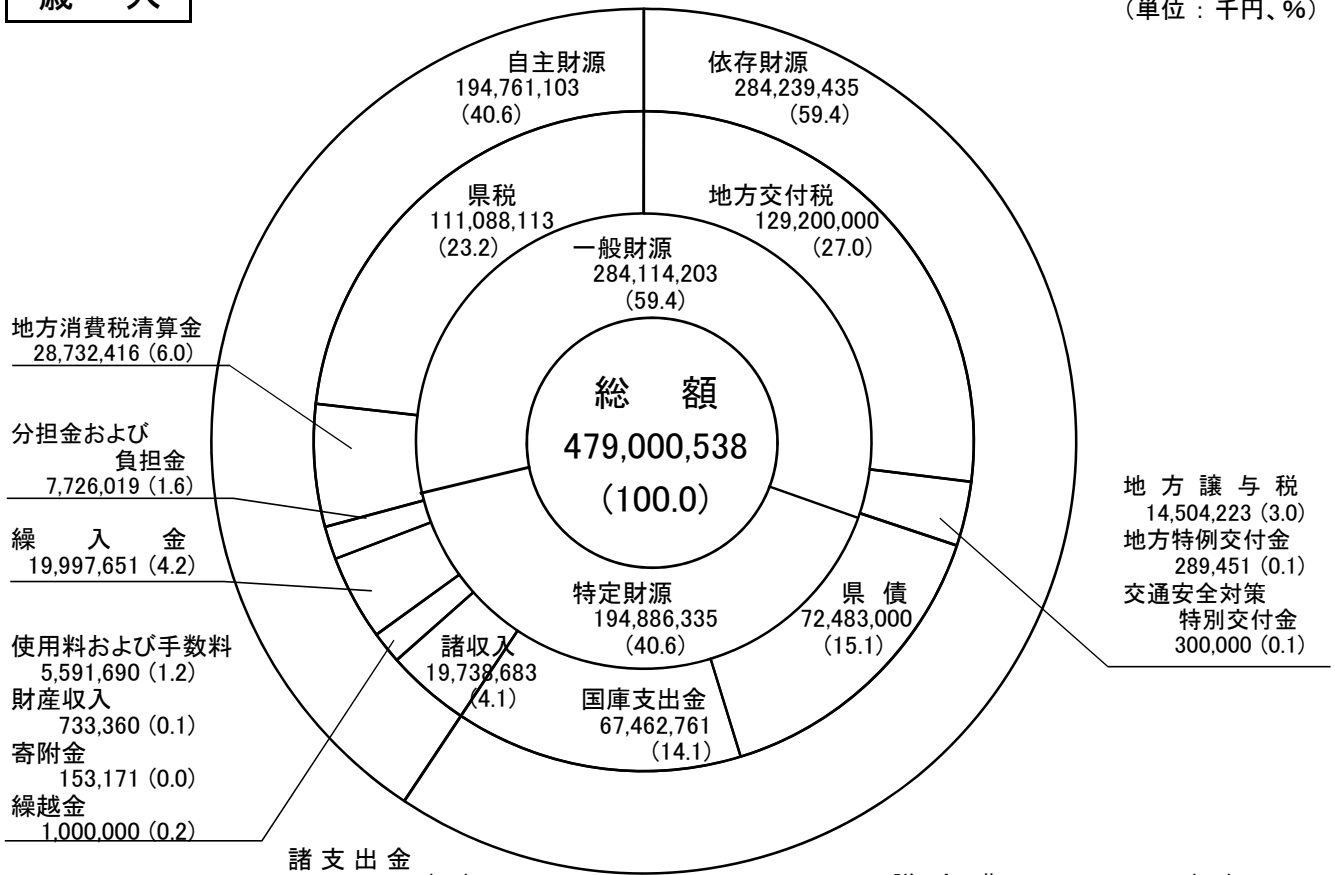 歳 入
（単位：千円、%）
自主財源
194,761,103
（40.6）
依存財源
284,239,435
（59.4）
県税
111,088,113
（23.2）
地方交付税
129,200,000
（27.0）
一般財源
284,114,203
（59.4）
総 額
479,000,538
（100.0）
地方消費税清算金
28,732,416（6.0）
分担金および
負担金
7,726,019（1.6）
繰 入 金
19,997,651（4.2）
使用料および手数料
5,591,690（1.2）
財産収入
733,360（0.1）
寄附金
153,171（0.0）
繰越金
1,000,000（0.2）
諸収入
19,738,683
（4.1）
特定財源
194,886,335
（40.6）
国庫支出金
67,462,761
（14.1）
県 債
72,483,000
（15.1）
地 方 譲 与 税
14,504,223（3.0）
地方特例交付金
289,451（0.1）
交通安全対策
特別交付金
300,000（0.1）
諸 支 出 金